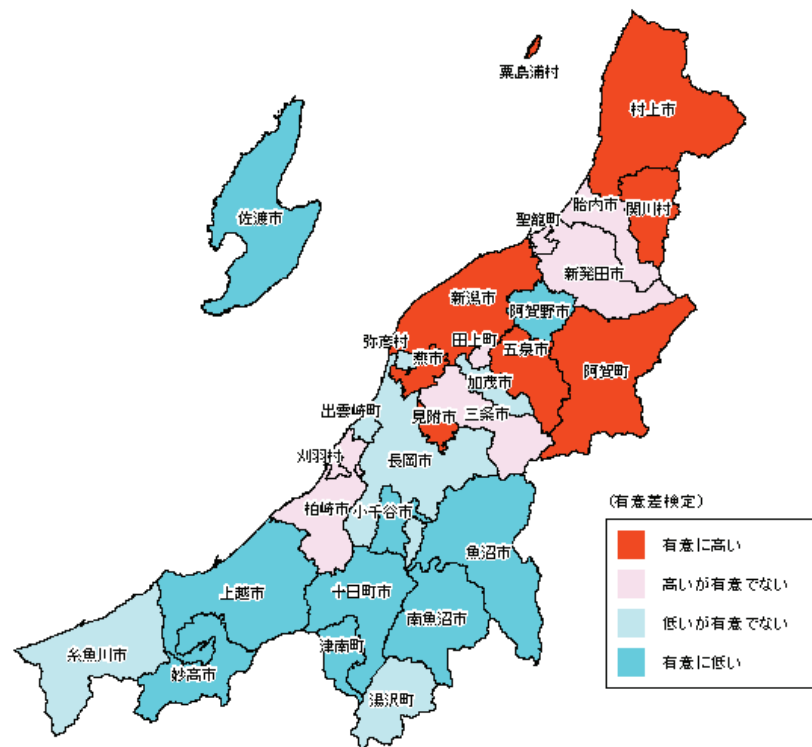 粟島浦村
村上市
胎内市
関川村
聖籠町
佐渡市
新発田市
新潟市
阿賀野市
弥彦村
田上町
五泉市
燕市
阿賀町
加茂市
出雲崎町
見附市
三条市
刈羽村
長岡市
柏崎市
小千谷市
魚沼市
上越市
十日町市
南魚沼市
津南町
糸魚川市
妙高市
湯沢町
(有意差検定)
有意に高い
高いが有意でない
低いが有意でない
有意に低い